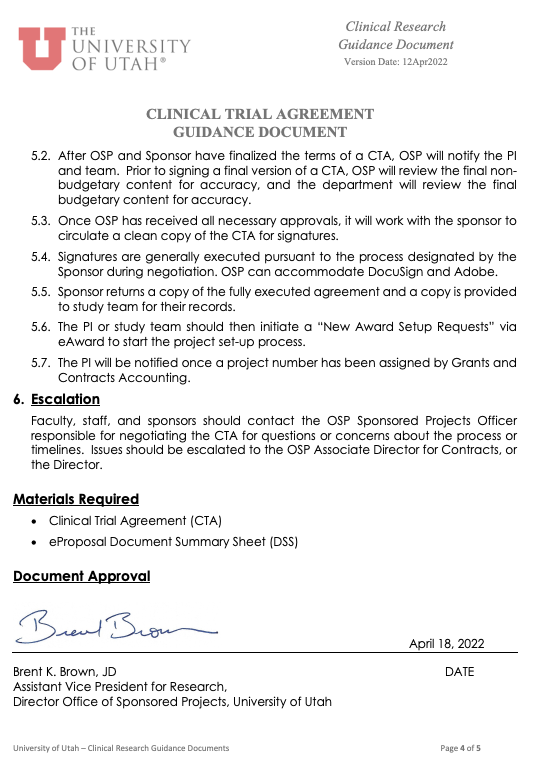 THE
UNIVERSITY
OF UTAH®
Clinical Research
Guidance Document
Version Date: 12Apr2022
CLINICAL TRIAL AGREEMENT
GUIDANCE DOCUMENT
5.2. After OSP and Sponsor have finalized the terms of a CTA, OSP will notify the PI
and team. Prior to signing a final version of a CTA, OSP will review the final non-
budgetary content for accuracy, and the department will review the final
budgetary content for accuracy.
5.3. Once OSP has received all necessary approvals, it will work with the sponsor to
circulate a clean copy of the CTA for signatures.
5.4. Signatures are generally executed pursuant to the process designated by the
Sponsor during negotiation. OSP can accommodate DocuSign and Adobe.
5.5. Sponsor returns a copy of the fully executed agreement and a copy is provided
to study team for their records.
5.6. The PI or study team should then initiate a “New Award Setup Requests” via
eAward to start the project set-up process.
5.7. The PI will be notified once a project number has been assigned by Grants and
Contracts Accounting.
6. Escalation
Faculty, staff, and sponsors should contact the OSP Sponsored Projects Officer
responsible for negotiating the CTA for questions or concerns about the process or
timelines. Issues should be escalated to the OSP Associate Director for Contracts, or
the Director.
Materials Required
• Clinical Trial Agreement (CTA)
• eProposal Document Summary Sheet (DSS)
Document Approval
Brent Brown
April 18, 2022
Brent K. Brown, JD
DATE
Assistant Vice President for Research,
Director Office of Sponsored Projects, University of Utah
University of Utah – Clinical Research Guidance Documents
Page 4 of 5